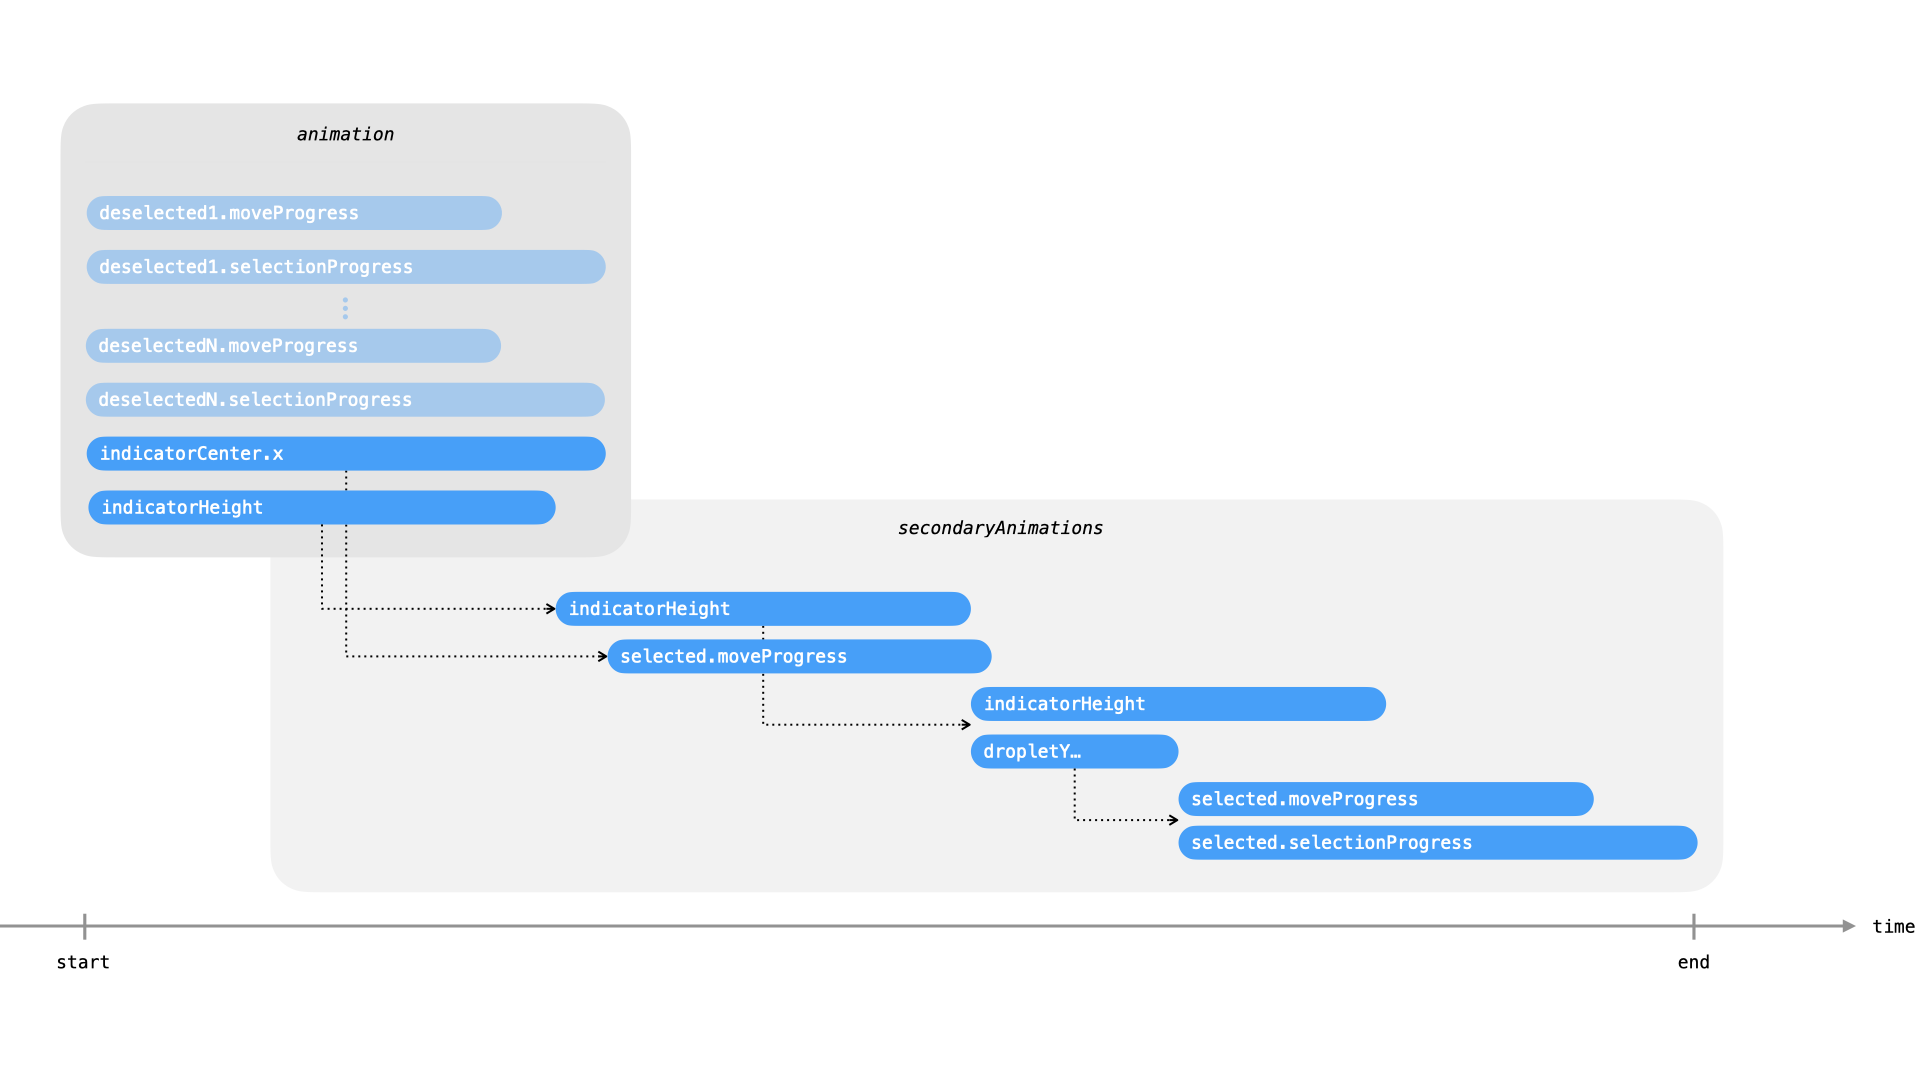 animation
deselected1.moveProgress
deselected1.selectionProgress
deselectedN.moveProgress
deselectedN.selectionProgress
indicatorCenter.x
indicatorHeight
secondaryAnimations
indicatorHeight
selected.moveProgress
indicatorHeight
dropletY…
selected.moveProgress
selected.selectionProgress
time
start
end